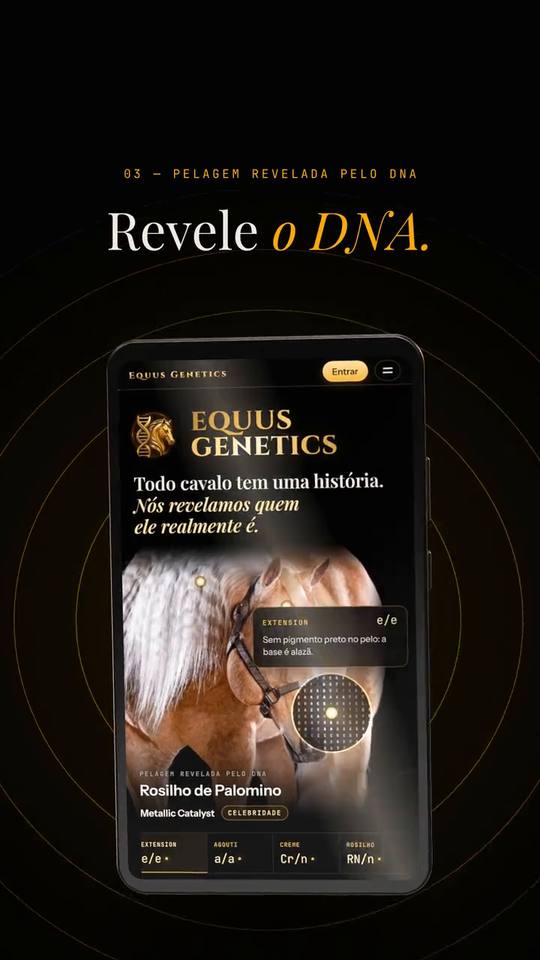 03 — PELAGEM REVELADA PELO DNA
Revele o DNA.
EQUUS GENETICS
Entrar
EQUUS
GENETICS
Todo cavalo tem uma história.
Nós revelamos quem
ele realmente é.
EXTENSION e/e
Sem pigmento preto no pelo: a
base é alazã.
PELAGEM REVELADA PELO DNA
Rosilho de Palomino
Metallic Catalyst CELEBRIDADE
EXTENSION AGOUTI CREME ROSILHO
e/e a/a Cr/n RN/n